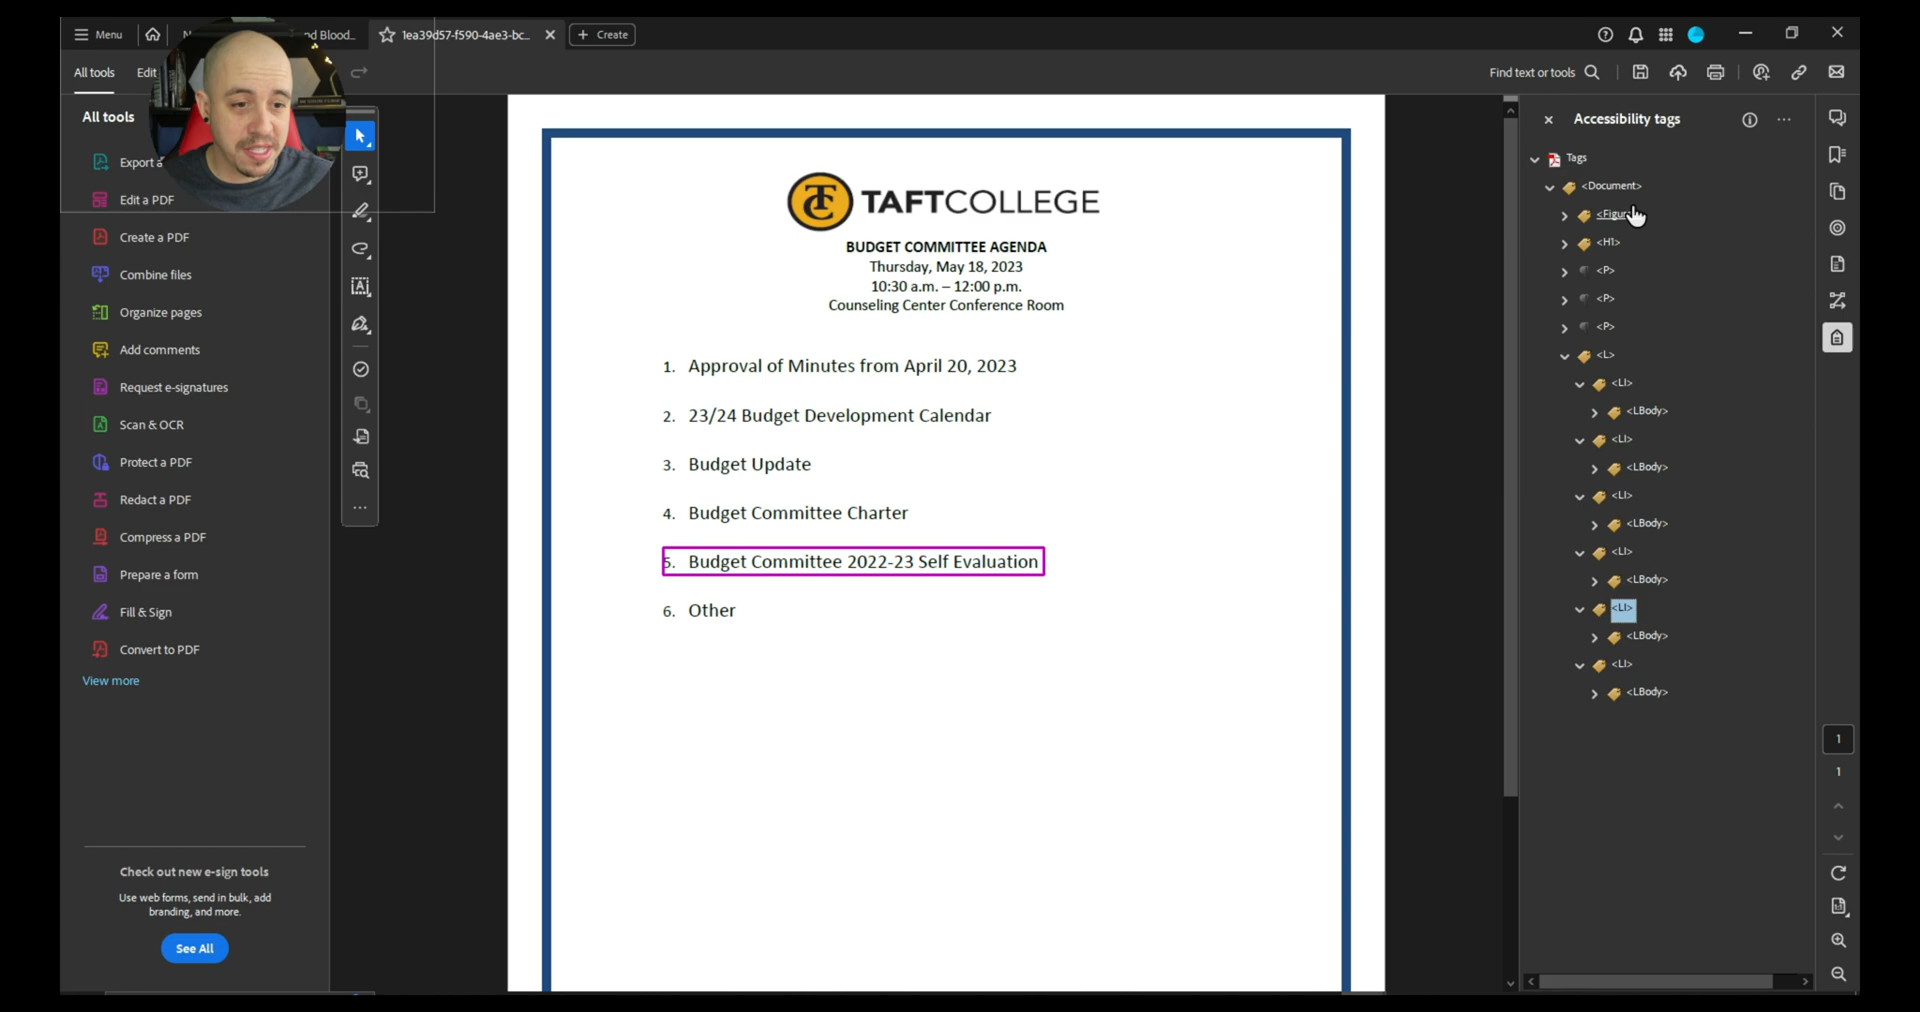 Menu
nd Blood...
1ea39d57-f590-4ae3-bc...
Create
All tools
Edit
Find text or tools
All tools
Export a
Edit a PDF
Create a PDF
Combine files
Organize pages
Add comments
Request e-signatures
Scan & OCR
Protect a PDF
Redact a PDF
Compress a PDF
Prepare a form
Fill & Sign
Convert to PDF
View more
Check out new e-sign tools
Use web forms, send in bulk, add
branding, and more.
See All
TC TAFTCOLLEGE
BUDGET COMMITTEE AGENDA
Thursday, May 18, 2023
10:30 a.m. – 12:00 p.m.
Counseling Center Conference Room
1. Approval of Minutes from April 20, 2023
2. 23/24 Budget Development Calendar
3. Budget Update
4. Budget Committee Charter
5. Budget Committee 2022-23 Self Evaluation
6. Other
Accessibility tags
Tags
<Document>
<Figur
<H1>
<P>
<P>
<P>
<L>
<LI>
<LBody>
<LI>
<LBody>
<LI>
<LBody>
<LI>
<LBody>
<LI>
<LBody>
<LI>
<LBody>
1
1